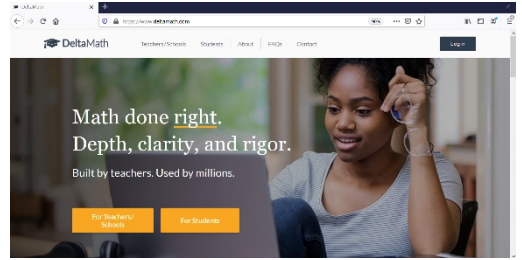 DeltaMath
https://www.deltamath.com
90%
DeltaMath
Teachers/Schools Students About FAQs Contact
Log In
Math done right.
Depth, clarity, and rigor.
Built by teachers. Used by millions.
For Teachers/
Schools
For Students